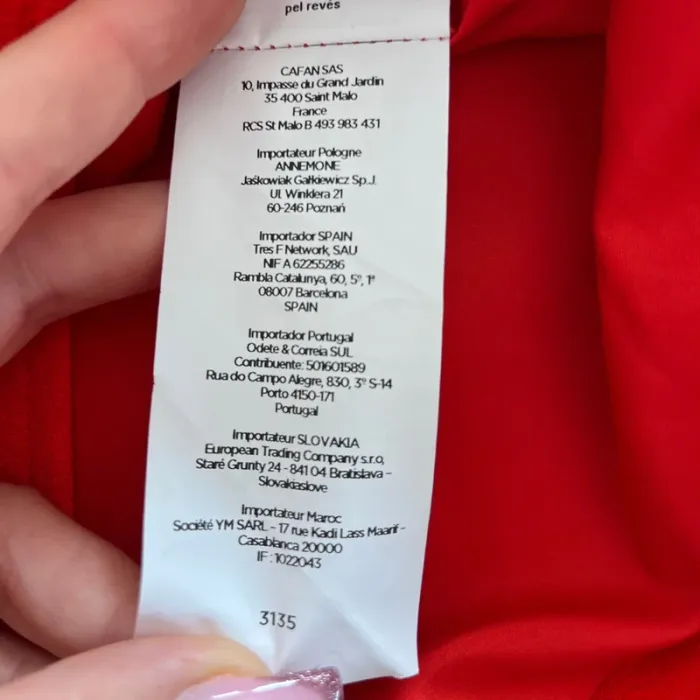 pel revés
CAFAN SAS
10, Impasse du Grand Jardin
35 400 Saint Malo
France
RCS St Malo B 493 983 431
Importateur Pologne
ANNEMONE
Jaśkowiak Gałkiewicz Sp.J.
Ul. Winklera 21
60-246 Poznań
Importador SPAIN
Tres F Network, SAU
NIF A 62255286
Rambla Catalunya, 60, 5º, 1ª
08007 Barcelona
SPAIN
Importador Portugal
Odete & Correia SUL
Contribuente: 501601589
Rua do Campo Alegre, 830, 3º S-14
Porto 4150-171
Portugal
Importateur SLOVAKIA
European Trading Company s.r.o,
Staré Grunty 24 - 841 04 Bratislava -
Slovakiaslove
Importateur Maroc
Société YM SARL - 17 rue Kadi Lass Maarif -
Casablanca 20000
IF : 1022043
3135